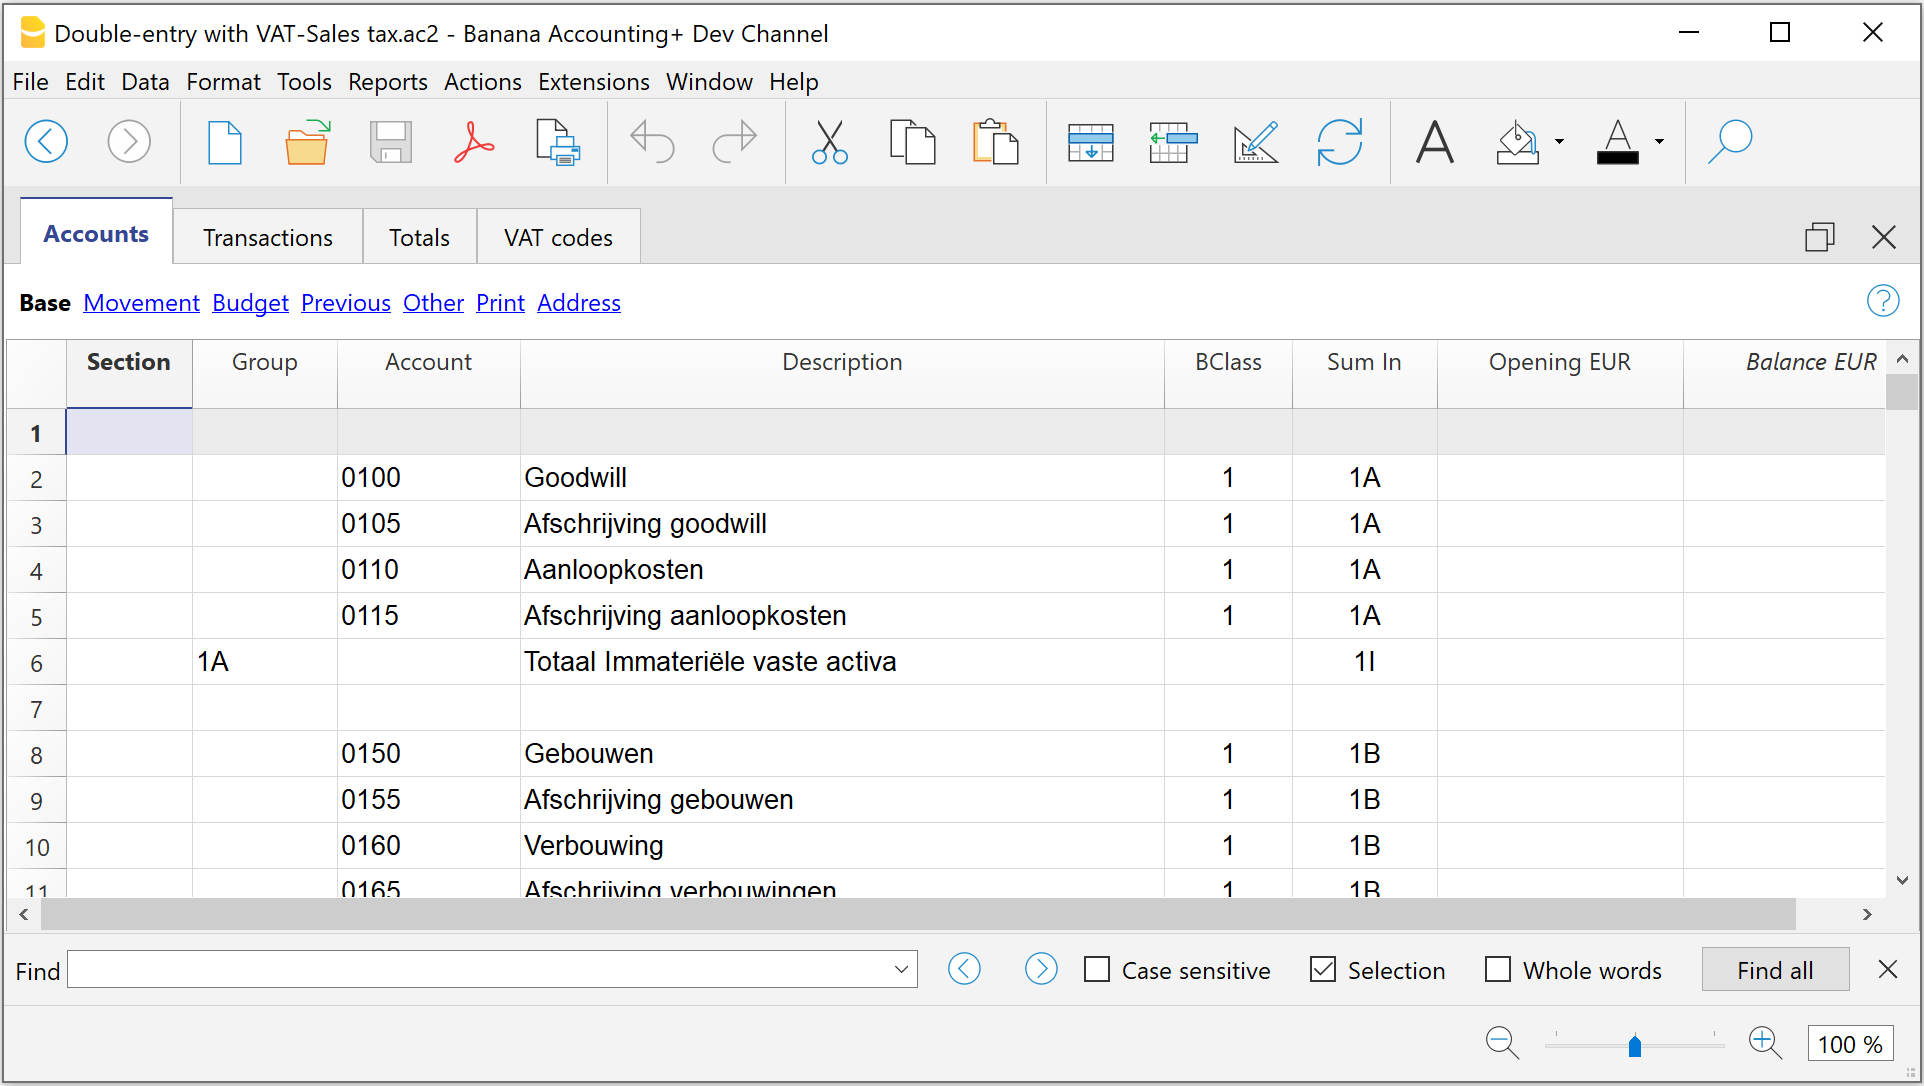 Double-entry with VAT-Sales tax.ac2 - Banana Accounting+ Dev Channel
File Edit Data Format Tools Reports Actions Extensions Window Help
Accounts Transactions Totals VAT codes
Base Movement Budget Previous Other Print Address
Section Group Account Description BClass Sum In Opening EUR Balance EUR
1
2 0100 Goodwill 1 1A
3 0105 Afschrijving goodwill 1 1A
4 0110 Aanloopkosten 1 1A
5 0115 Afschrijving aanloopkosten 1 1A
6 1A Totaal Immateriële vaste activa 1I
7
8 0150 Gebouwen 1 1B
9 0155 Afschrijving gebouwen 1 1B
10 0160 Verbouwing 1 1B
11 0165 Afschrijving verbouwingen 1 1B
Find Case sensitive Selection Whole words Find all
100 %